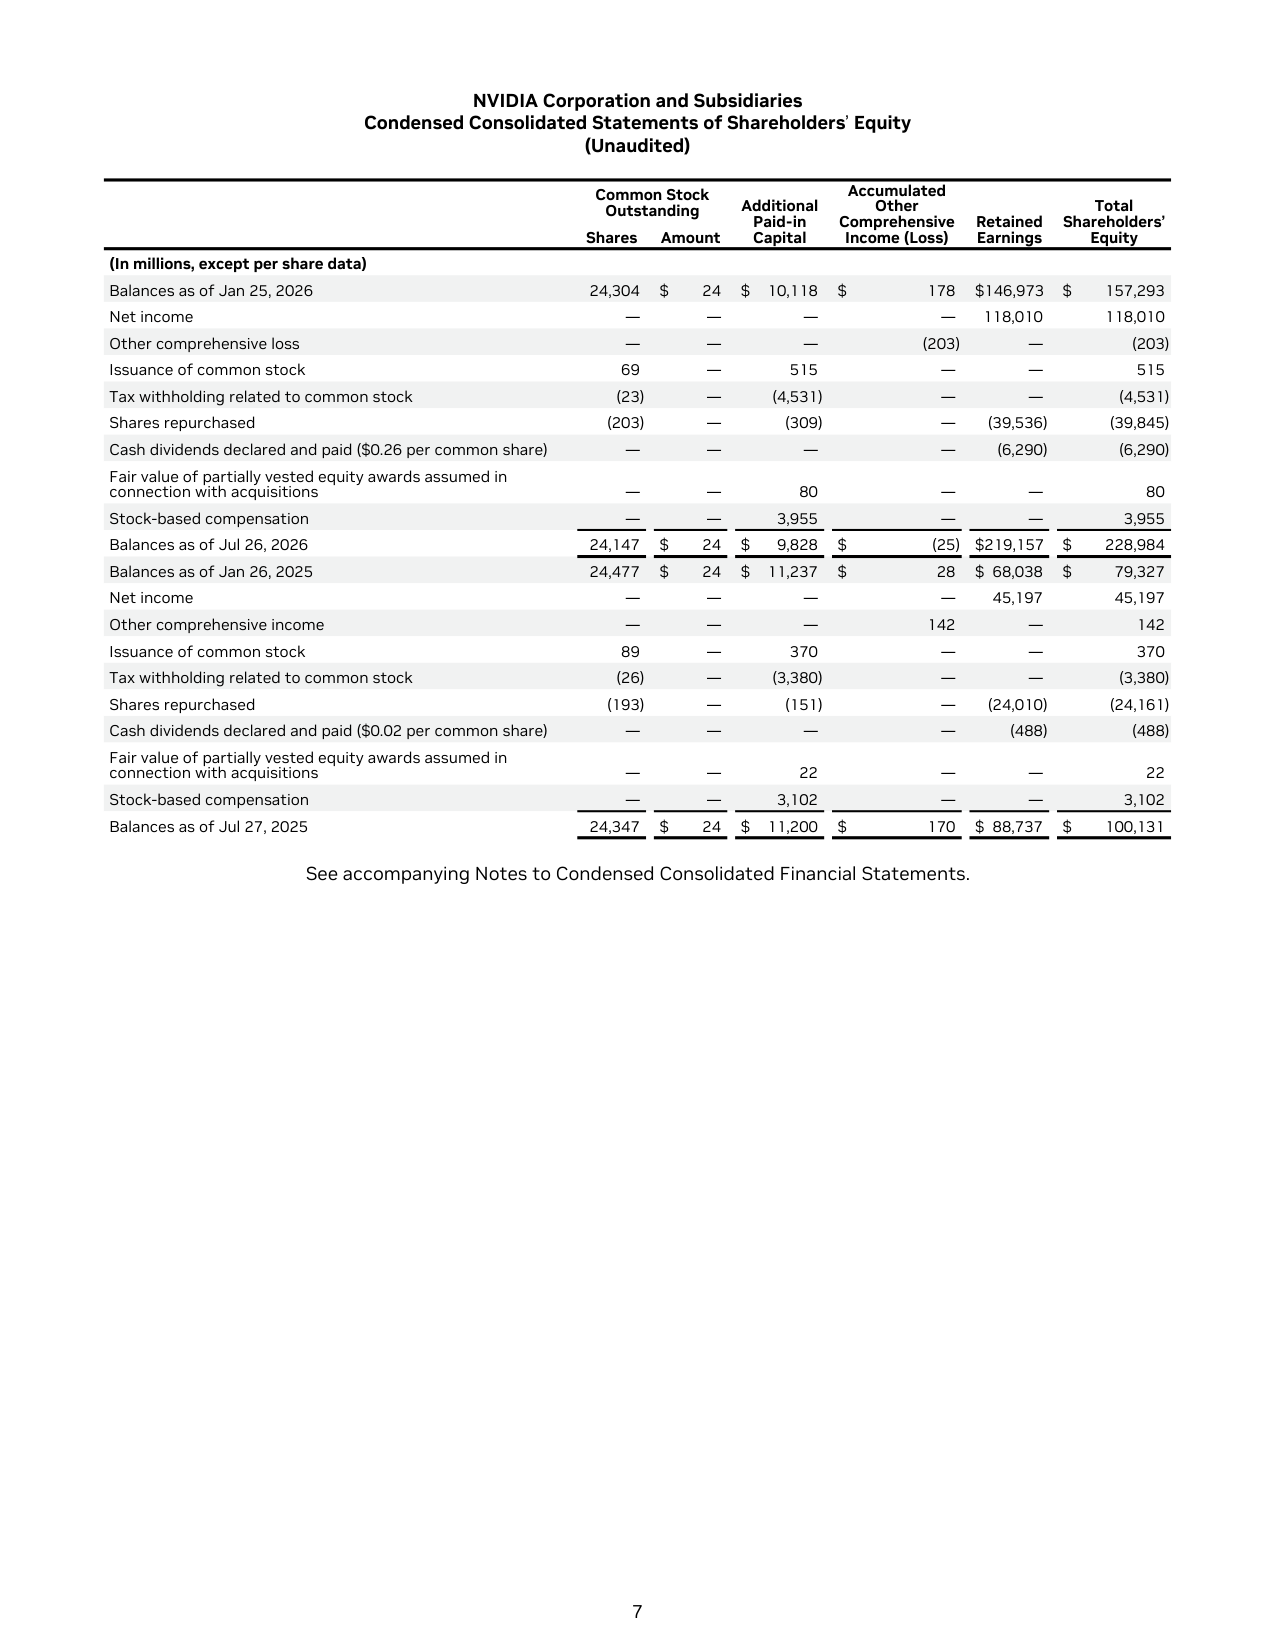 NVIDIA Corporation and Subsidiaries
Condensed Consolidated Statements of Shareholders’ Equity
(Unaudited)
Common Stock Outstanding Additional Paid-in Capital Accumulated Other Comprehensive Income (Loss) Retained Earnings Total Shareholders’ Equity
Shares Amount
(In millions, except per share data)
Balances as of Jan 25, 2026 24,304 $ 24 $ 10,118 $ 178 $146,973 $ 157,293
Net income — — — — 118,010 118,010
Other comprehensive loss — — — (203) — (203)
Issuance of common stock 69 — 515 — — 515
Tax withholding related to common stock (23) — (4,531) — — (4,531)
Shares repurchased (203) — (309) — (39,536) (39,845)
Cash dividends declared and paid ($0.26 per common share) — — — — (6,290) (6,290)
Fair value of partially vested equity awards assumed in
connection with acquisitions — — 80 — — 80
Stock-based compensation — — 3,955 — — 3,955
Balances as of Jul 26, 2026 24,147 $ 24 $ 9,828 $ (25) $219,157 $ 228,984
Balances as of Jan 26, 2025 24,477 $ 24 $ 11,237 $ 28 $ 68,038 $ 79,327
Net income — — — — 45,197 45,197
Other comprehensive income — — — 142 — 142
Issuance of common stock 89 — 370 — — 370
Tax withholding related to common stock (26) — (3,380) — — (3,380)
Shares repurchased (193) — (151) — (24,010) (24,161)
Cash dividends declared and paid ($0.02 per common share) — — — — (488) (488)
Fair value of partially vested equity awards assumed in
connection with acquisitions — — 22 — — 22
Stock-based compensation — — 3,102 — — 3,102
Balances as of Jul 27, 2025 24,347 $ 24 $ 11,200 $ 170 $ 88,737 $ 100,131
See accompanying Notes to Condensed Consolidated Financial Statements.
7